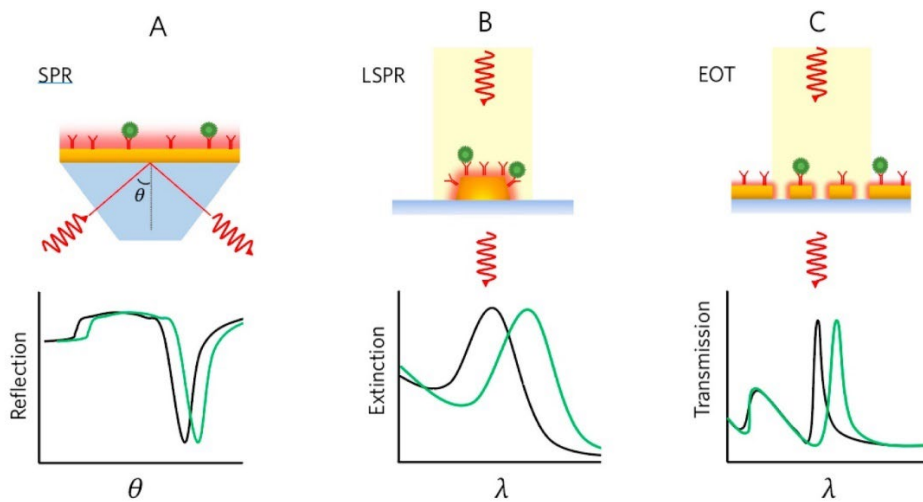 A
B
C
SPR
LSPR
EOT
θ
Reflection
θ
Extinction
λ
Transmission
λ